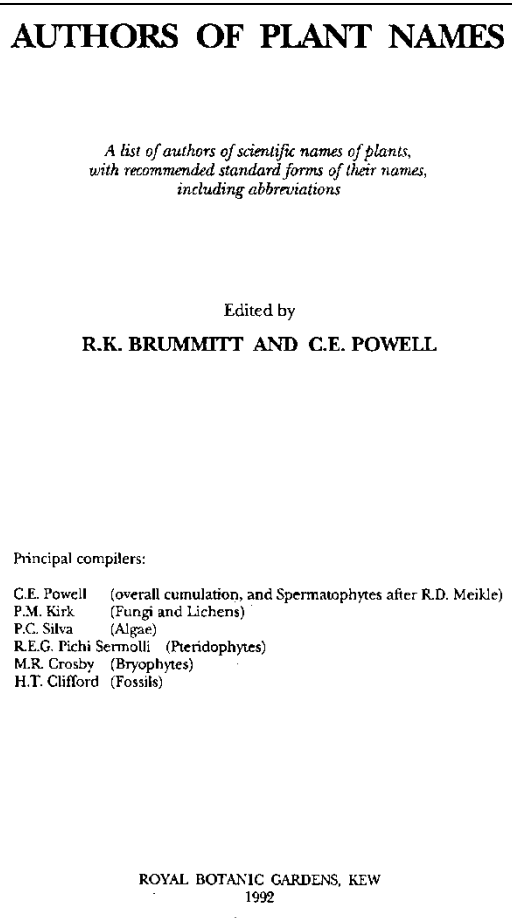 AUTHORS OF PLANT NAMES
A list of authors of scientific names of plants,
with recommended standard forms of their names,
including abbreviations
Edited by
R.K. BRUMMITT AND C.E. POWELL
Principal compilers:
C.E. Powell (overall cumulation, and Spermatophytes after R.D. Meikle)
P.M. Kirk (Fungi and Lichens)
P.C. Silva (Algae)
R.E.G. Pichi Sermolli (Pteridophytes)
M.R. Crosby (Bryophytes)
H.T. Clifford (Fossils)
ROYAL BOTANIC GARDENS, KEW
1992